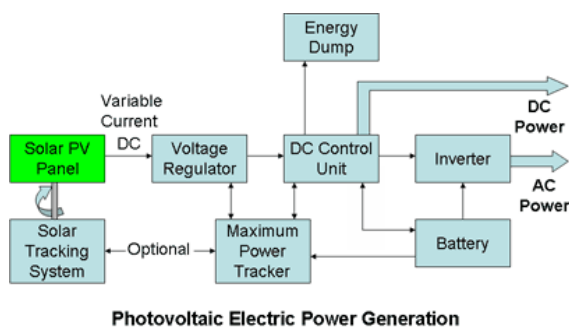 Energy
Dump
Variable
Current
DC
DC
Power
Solar PV
Panel
Voltage
Regulator
DC Control
Unit
Inverter
AC
Power
Solar
Tracking
System
Optional
Maximum
Power
Tracker
Battery
Photovoltaic Electric Power Generation